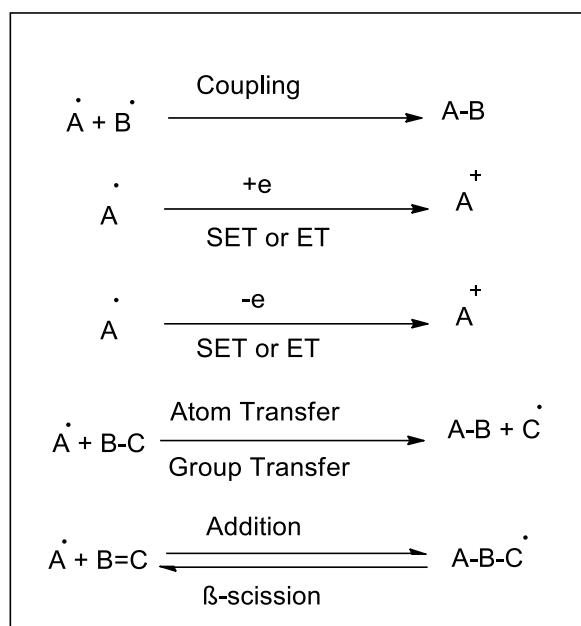 Coupling
Ȧ + Ḃ A-B
+e
Ȧ A+
SET or ET
-e
Ȧ A+
SET or ET
Atom Transfer
Ȧ + B-C A-B + Ċ
Group Transfer
Addition
Ȧ + B=C A-B-Ċ
ß-scission